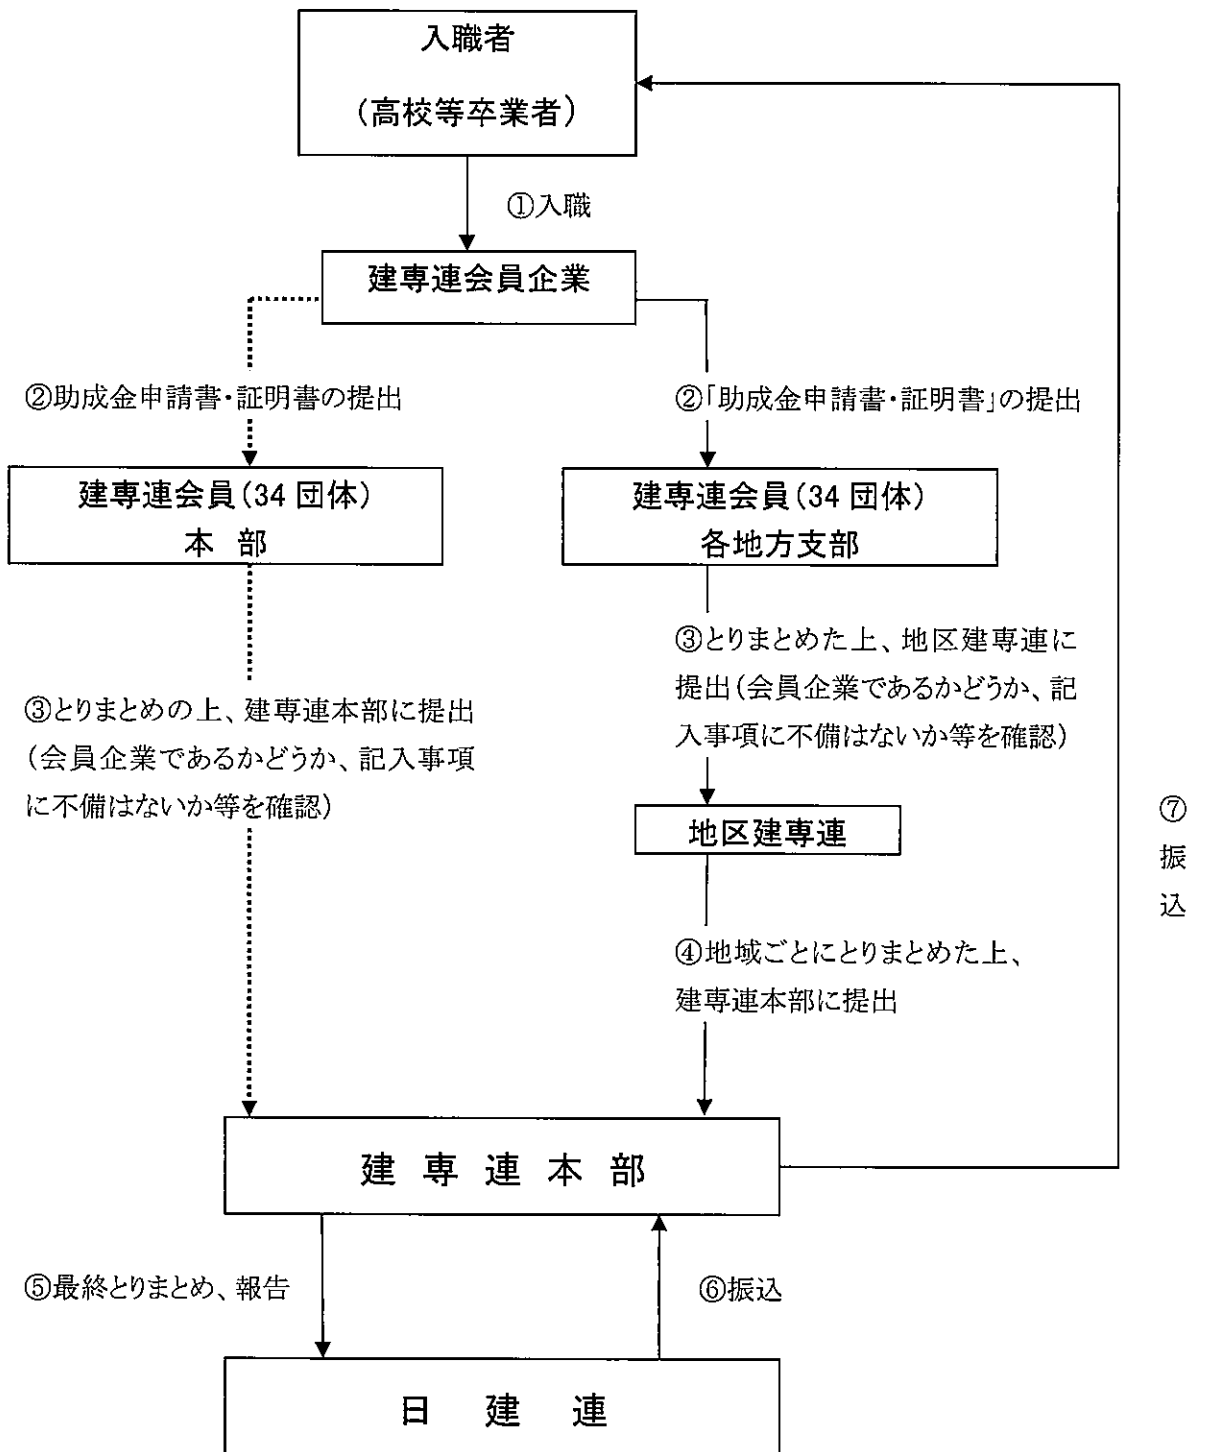 入職者
(高校等卒業者)
①入職
建専連会員企業
②助成金申請書・証明書の提出
②「助成金申請書・証明書」の提出
建専連会員(34団体)
本 部
建専連会員(34団体)
各地方支部
③とりまとめの上、建専連本部に提出
(会員企業であるかどうか、記入事項
に不備はないか等を確認)
③とりまとめた上、地区建専連に
提出(会員企業であるかどうか、記
入事項に不備はないか等を確認)
地区建専連
④地域ごとにとりまとめた上、
建専連本部に提出
⑦
振
込
建 専 連 本 部
⑤最終とりまとめ、報告
⑥振込
日 建 連